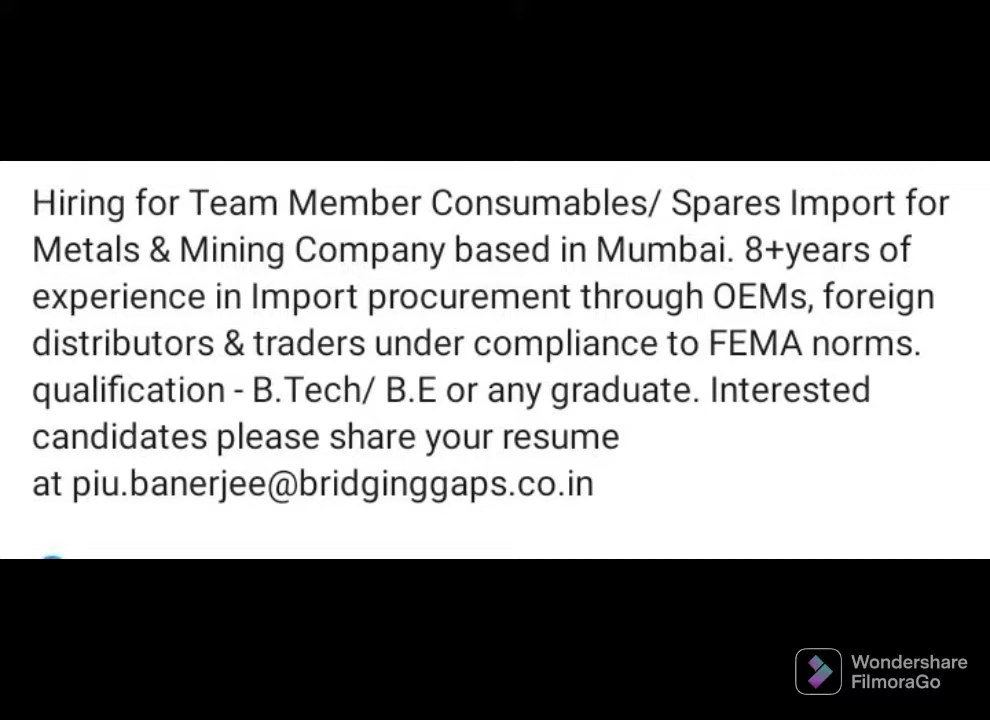 Hiring for Team Member Consumables/ Spares Import for
Metals & Mining Company based in Mumbai. 8+years of
experience in Import procurement through OEMs, foreign
distributors & traders under compliance to FEMA norms.
qualification - B.Tech/ B.E or any graduate. Interested
candidates please share your resume
at piu.banerjee@bridginggaps.co.in
Wondershare
FilmoraGo